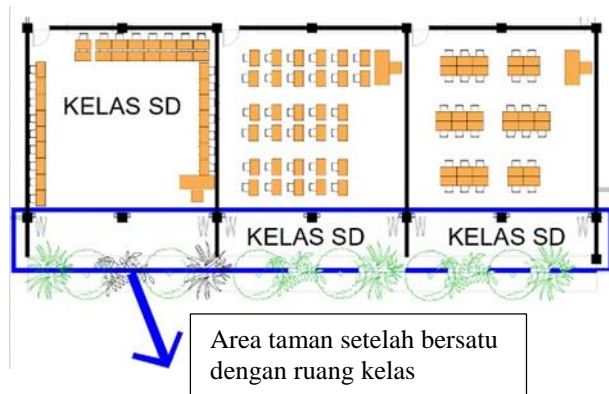 KELAS SD
KELAS SD
KELAS SD
W
W
W
W
Area taman setelah bersatu
dengan ruang kelas